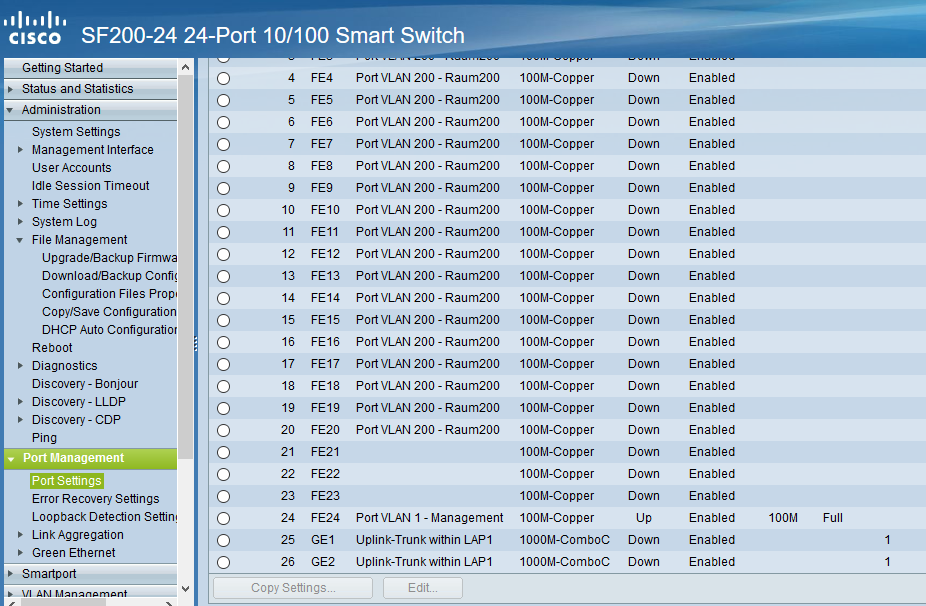 CISCO SF200-24 24-Port 10/100 Smart Switch
Getting Started
Status and Statistics
Administration
System Settings
Management Interface
User Accounts
Idle Session Timeout
Time Settings
System Log
File Management
Upgrade/Backup Firmwa
Download/Backup Config
Configuration Files Prop
Copy/Save Configuration
DHCP Auto Configuration
Reboot
Diagnostics
Discovery - Bonjour
Discovery - LLDP
Discovery - CDP
Ping
Port Management
Port Settings
Error Recovery Settings
Loopback Detection Setting
Link Aggregation
Green Ethernet
Smartport
VLAN Management
3 FE3 Port VLAN 200 - Raum200 100M-Copper Down Enabled
4 FE4 Port VLAN 200 - Raum200 100M-Copper Down Enabled
5 FE5 Port VLAN 200 - Raum200 100M-Copper Down Enabled
6 FE6 Port VLAN 200 - Raum200 100M-Copper Down Enabled
7 FE7 Port VLAN 200 - Raum200 100M-Copper Down Enabled
8 FE8 Port VLAN 200 - Raum200 100M-Copper Down Enabled
9 FE9 Port VLAN 200 - Raum200 100M-Copper Down Enabled
10 FE10 Port VLAN 200 - Raum200 100M-Copper Down Enabled
11 FE11 Port VLAN 200 - Raum200 100M-Copper Down Enabled
12 FE12 Port VLAN 200 - Raum200 100M-Copper Down Enabled
13 FE13 Port VLAN 200 - Raum200 100M-Copper Down Enabled
14 FE14 Port VLAN 200 - Raum200 100M-Copper Down Enabled
15 FE15 Port VLAN 200 - Raum200 100M-Copper Down Enabled
16 FE16 Port VLAN 200 - Raum200 100M-Copper Down Enabled
17 FE17 Port VLAN 200 - Raum200 100M-Copper Down Enabled
18 FE18 Port VLAN 200 - Raum200 100M-Copper Down Enabled
19 FE19 Port VLAN 200 - Raum200 100M-Copper Down Enabled
20 FE20 Port VLAN 200 - Raum200 100M-Copper Down Enabled
21 FE21 100M-Copper Down Enabled
22 FE22 100M-Copper Down Enabled
23 FE23 100M-Copper Down Enabled
24 FE24 Port VLAN 1 - Management 100M-Copper Up Enabled 100M Full
25 GE1 Uplink-Trunk within LAP1 1000M-ComboC Down Enabled 1
26 GE2 Uplink-Trunk within LAP1 1000M-ComboC Down Enabled 1
Copy Settings... Edit...